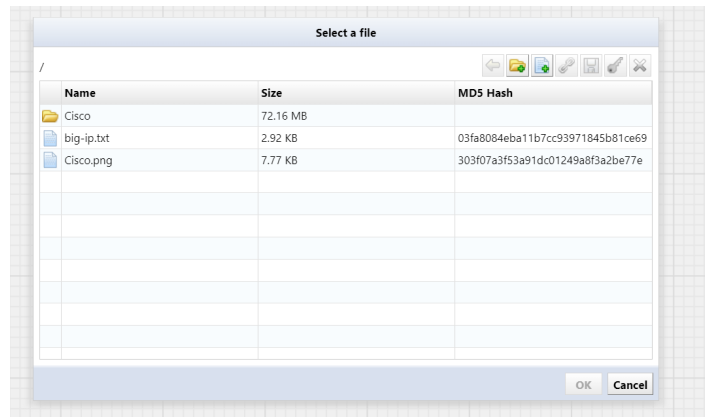 Select a file
/
Name Size MD5 Hash
Cisco 72.16 MB
big-ip.txt 2.92 KB 03fa8084eba11b7cc93971845b81ce69
Cisco.png 7.77 KB 303f07a3f53a91dc01249a8f3a2be77e
OK Cancel